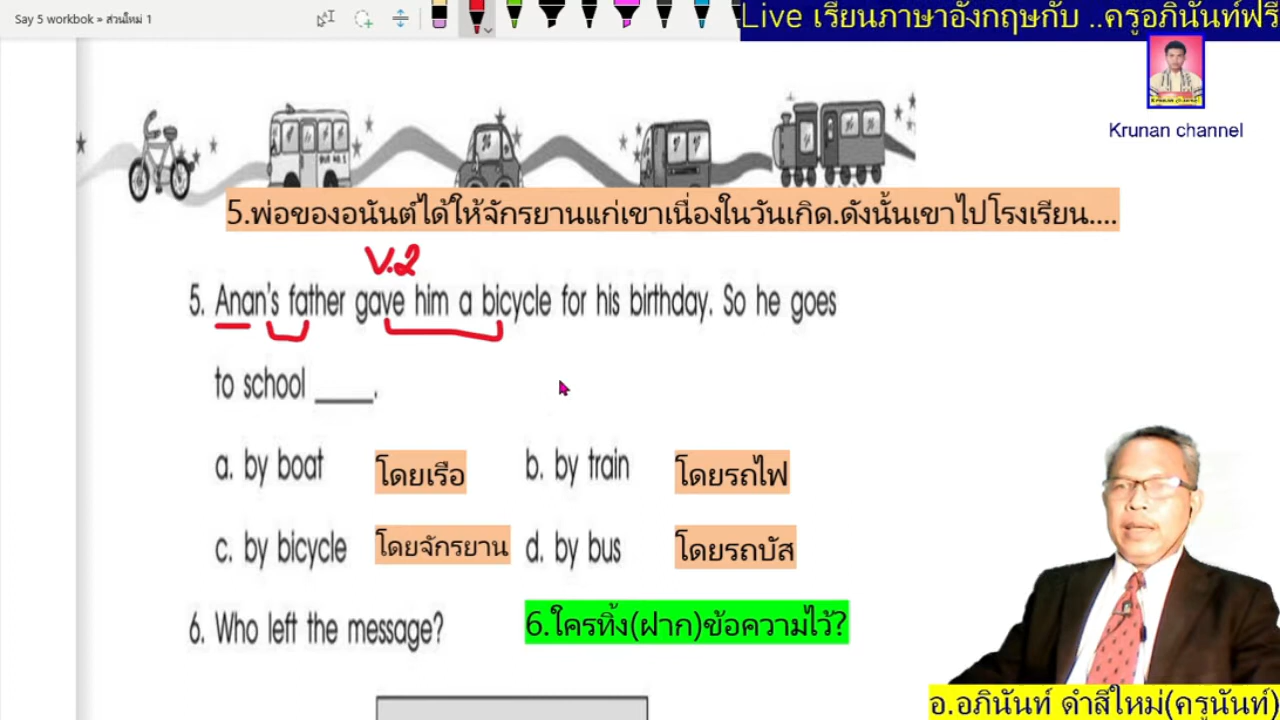 Say 5 workbok » ส่วนใหม่ 1
Live เรียนภาษาอังกฤษกับ ..ครูอภินันท์ฟรี
Krunan channel
5.พ่อของอนันต์ได้ให้จักรยานแก่เขาเนื่องในวันเกิด.ดังนั้นเขาไปโรงเรียน....
V.2
5. Anan's father gave him a bicycle for his birthday. So he goes
to school ____.
a. by boat โดยเรือ b. by train โดยรถไฟ
c. by bicycle โดยจักรยาน d. by bus โดยรถบัส
6. Who left the message? 6.ใครทิ้ง(ฝาก)ข้อความไว้?
อ.อภินันท์ ดำสีใหม่(ครูนันท์)